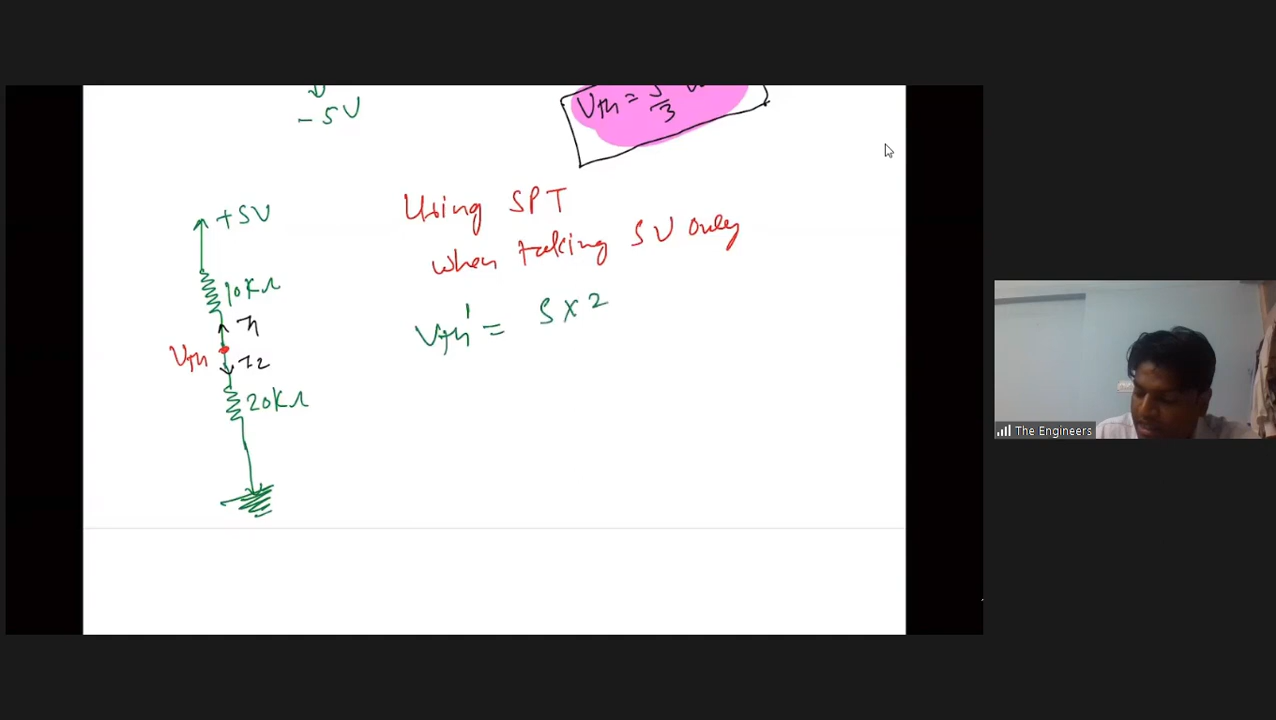 - 5V
Vth = 5/3
+5V
Using SPT
when taking 5V only
10KΩ
Vth' = 5 x 2
I1
Vth
I2
20KΩ
The Engineers